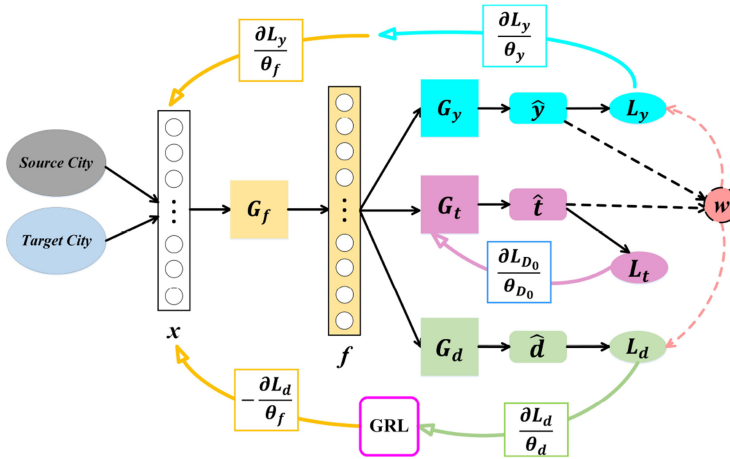 ∂L_y
θ_f
∂L_y
θ_y
Source City
Target City
x
G_f
f
G_y
ŷ
L_y
G_t
t̂
w
∂L_{D_0}
θ_{D_0}
L_t
G_d
d̂
L_d
−∂L_d
θ_f
GRL
∂L_d
θ_d